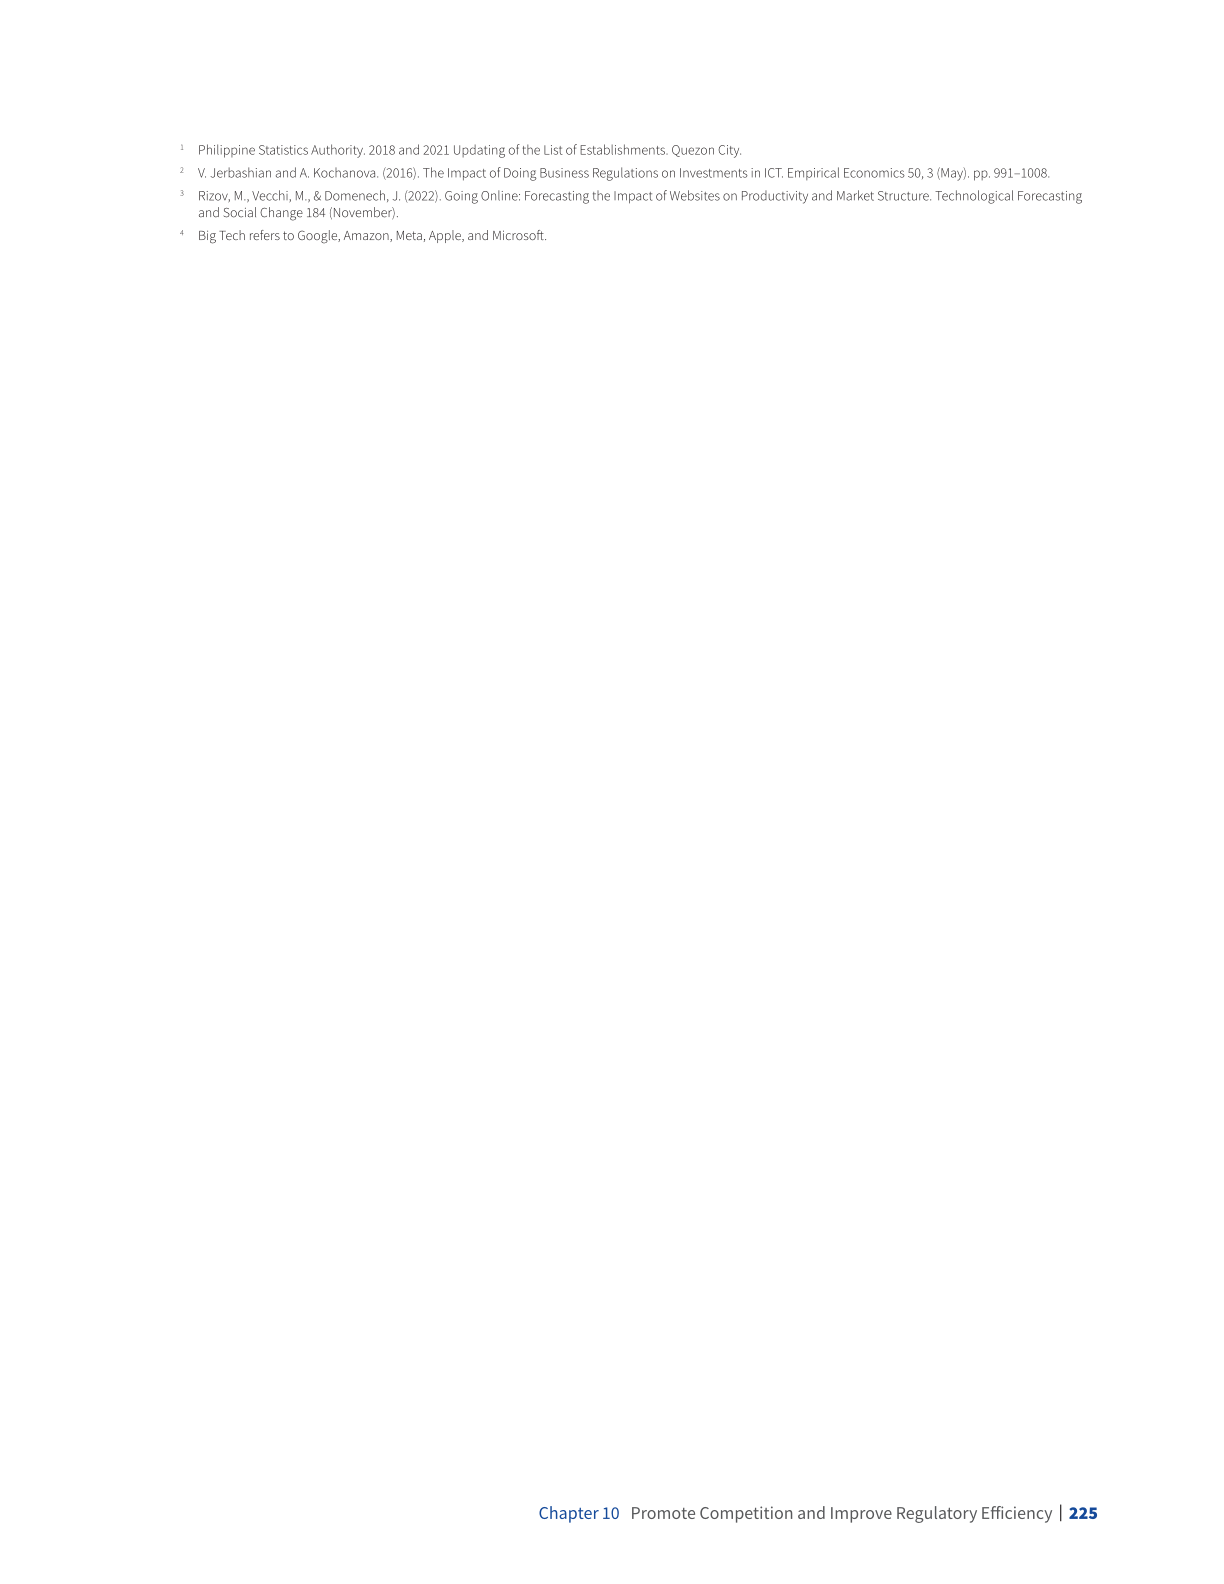 1 Philippine Statistics Authority. 2018 and 2021 Updating of the List of Establishments. Quezon City.
2 V. Jerbashian and A. Kochanova. (2016). The Impact of Doing Business Regulations on Investments in ICT. Empirical Economics 50, 3 (May). pp. 991–1008.
3 Rizov, M., Vecchi, M., & Domenech, J. (2022). Going Online: Forecasting the Impact of Websites on Productivity and Market Structure. Technological Forecasting
and Social Change 184 (November).
4 Big Tech refers to Google, Amazon, Meta, Apple, and Microsoft.
Chapter 10 Promote Competition and Improve Regulatory Efficiency | 225